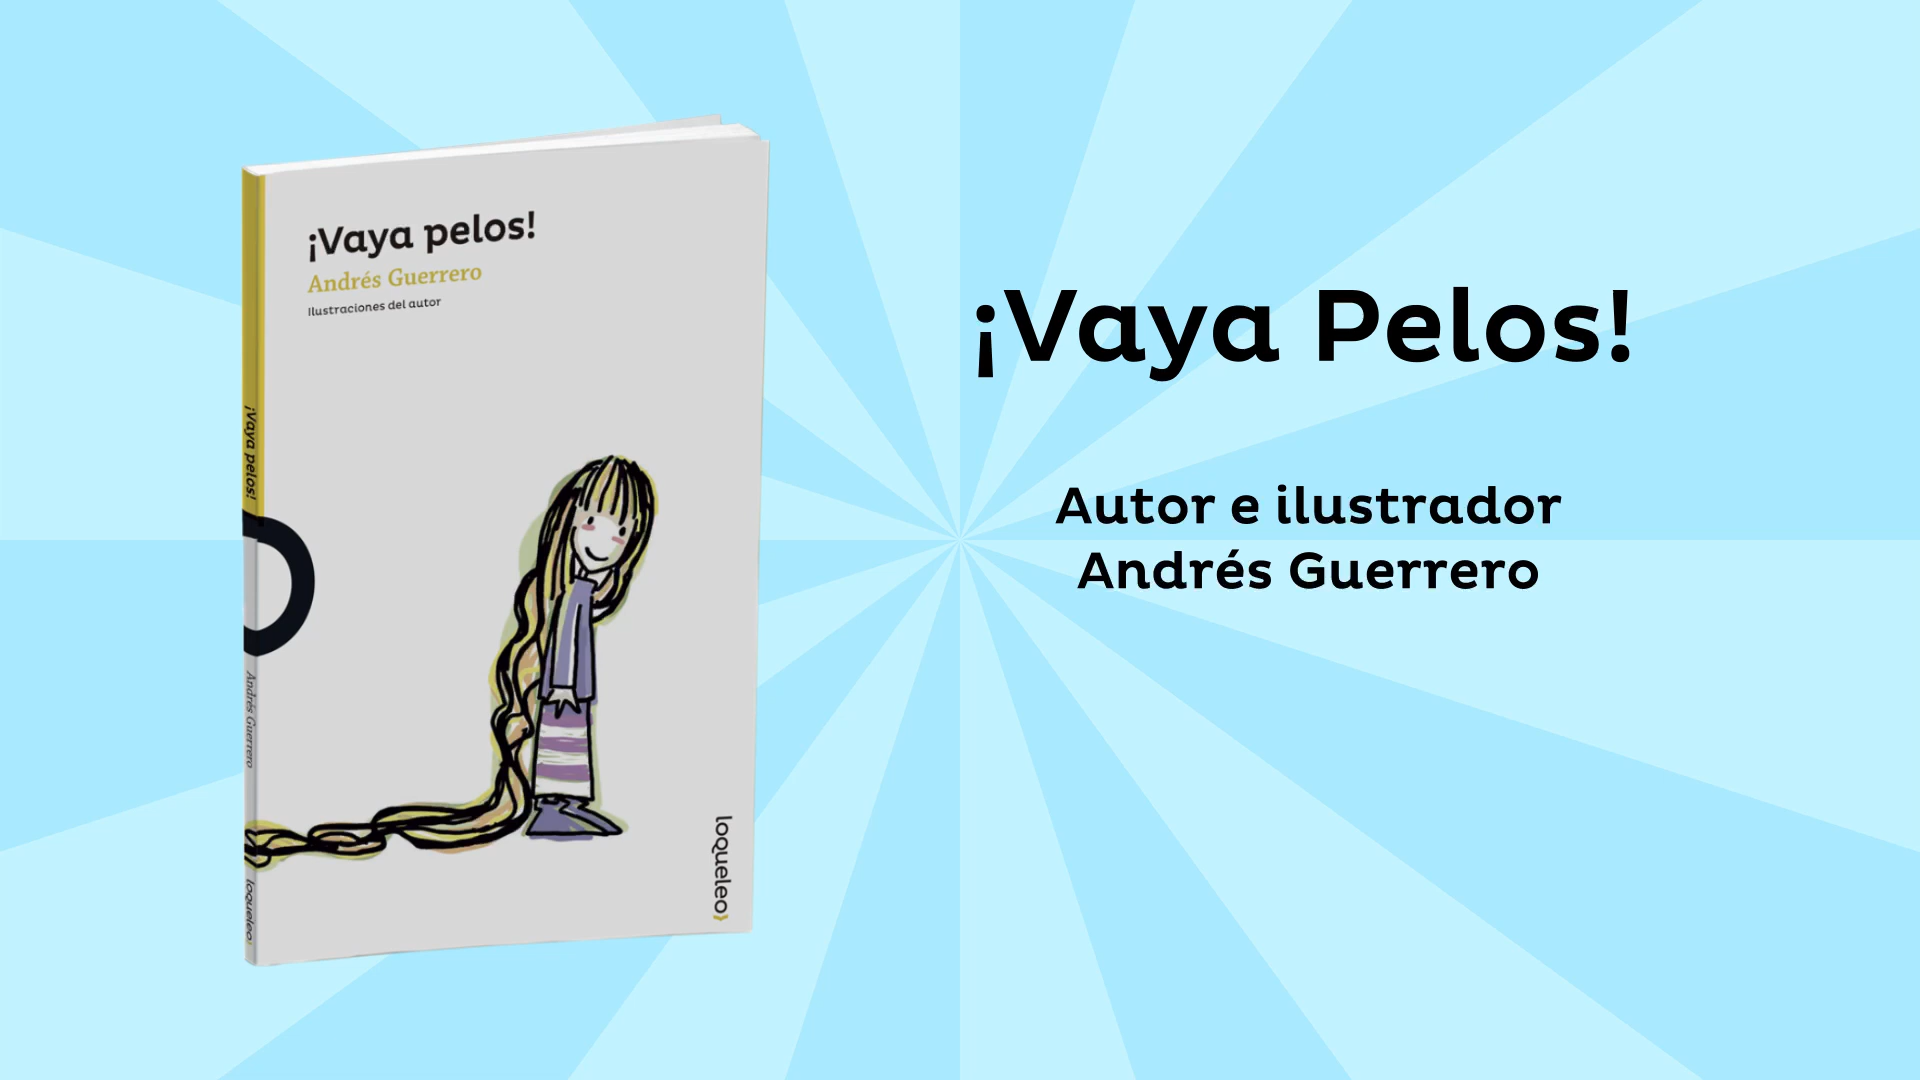 ¡Vaya pelos!
Andrés Guerrero
Ilustraciones del autor
¡Vaya pelos!
Andrés Guerrero
loqueleo
loqueleo
¡Vaya Pelos!
Autor e ilustrador
Andrés Guerrero